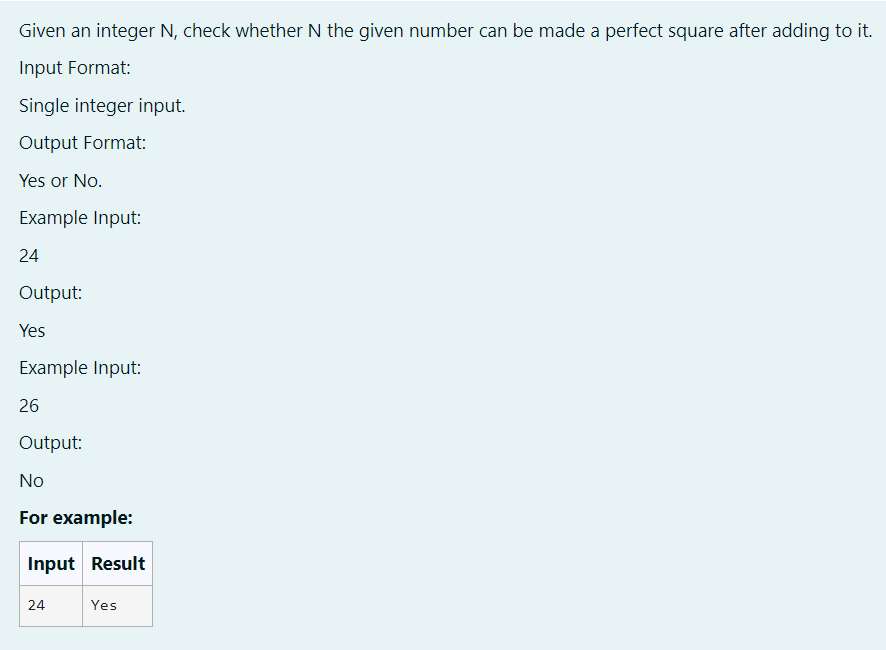 Given an integer N, check whether N the given number can be made a perfect square after adding to it.
Input Format:
Single integer input.
Output Format:
Yes or No.
Example Input:
24
Output:
Yes
Example Input:
26
Output:
No
For example:
Input Result
24 Yes